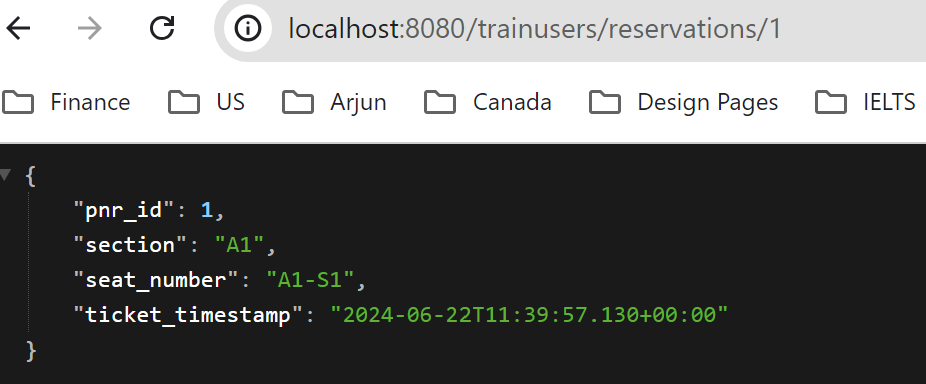 localhost:8080/trainusers/reservations/1
Finance US Arjun Canada Design Pages IELTS
{
"pnr_id": 1,
"section": "A1",
"seat_number": "A1-S1",
"ticket_timestamp": "2024-06-22T11:39:57.130+00:00"
}